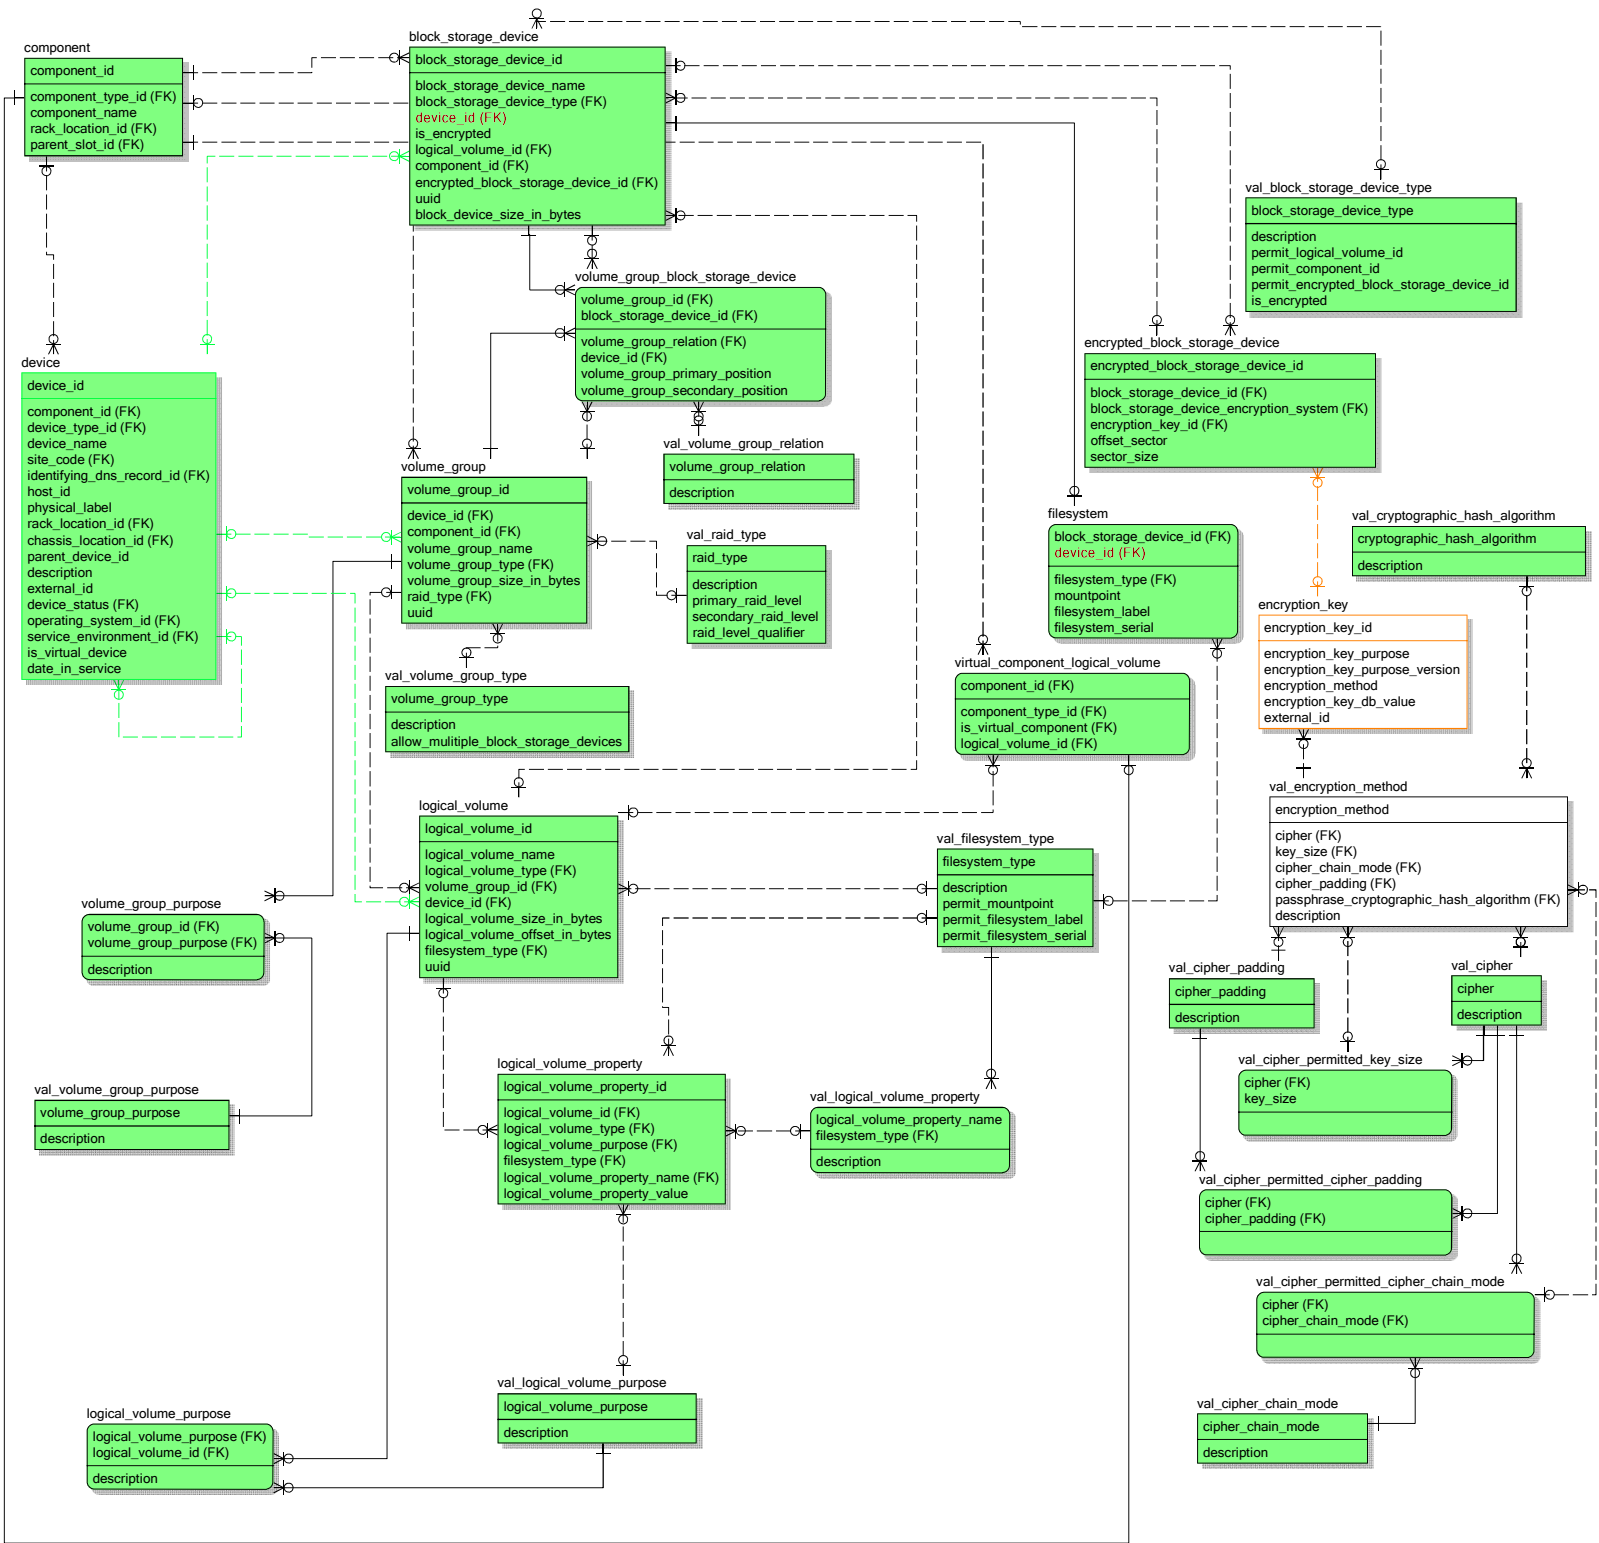 block_storage_device
block_storage_device_id
block_storage_device_name
block_storage_device_type (FK)
device_id (FK)
is_encrypted
logical_volume_id (FK)
component_id (FK)
encrypted_block_storage_device_id (FK)
uuid
block_device_size_in_bytes
component
component_id
component_type_id (FK)
component_name
rack_location_id (FK)
parent_slot_id (FK)
val_block_storage_device_type
block_storage_device_type
description
permit_logical_volume_id
permit_component_id
permit_encrypted_block_storage_device_id
is_encrypted
volume_group_block_storage_device
volume_group_id (FK)
block_storage_device_id (FK)
volume_group_relation (FK)
device_id (FK)
volume_group_primary_position
volume_group_secondary_position
encrypted_block_storage_device
encrypted_block_storage_device_id
block_storage_device_id (FK)
block_storage_device_encryption_system (FK)
encryption_key_id (FK)
offset_sector
sector_size
device
device_id
component_id (FK)
device_type_id (FK)
device_name
site_code (FK)
identifying_dns_record_id (FK)
host_id
physical_label
rack_location_id (FK)
chassis_location_id (FK)
parent_device_id
description
external_id
device_status (FK)
operating_system_id (FK)
service_environment_id (FK)
is_virtual_device
date_in_service
val_volume_group_relation
volume_group_relation
description
volume_group
volume_group_id
device_id (FK)
component_id (FK)
volume_group_name
volume_group_type (FK)
volume_group_size_in_bytes
raid_type (FK)
uuid
val_raid_type
raid_type
description
primary_raid_level
secondary_raid_level
raid_level_qualifier
filesystem
block_storage_device_id (FK)
device_id (FK)
filesystem_type (FK)
mountpoint
filesystem_label
filesystem_serial
val_cryptographic_hash_algorithm
cryptographic_hash_algorithm
description
encryption_key
encryption_key_id
encryption_key_purpose
encryption_key_purpose_version
encryption_method
encryption_key_db_value
external_id
val_volume_group_type
volume_group_type
description
allow_mulitiple_block_storage_devices
virtual_component_logical_volume
component_id (FK)
component_type_id (FK)
is_virtual_component (FK)
logical_volume_id (FK)
logical_volume
logical_volume_id
logical_volume_name
logical_volume_type (FK)
volume_group_id (FK)
device_id (FK)
logical_volume_size_in_bytes
logical_volume_offset_in_bytes
filesystem_type (FK)
uuid
val_filesystem_type
filesystem_type
description
permit_mountpoint
permit_filesystem_label
permit_filesystem_serial
val_encryption_method
encryption_method
cipher (FK)
key_size (FK)
cipher_chain_mode (FK)
cipher_padding (FK)
passphrase_cryptographic_hash_algorithm (FK)
description
volume_group_purpose
volume_group_id (FK)
volume_group_purpose (FK)
description
val_cipher_padding
cipher_padding
description
val_cipher
cipher
description
val_cipher_permitted_key_size
cipher (FK)
key_size
logical_volume_property
logical_volume_property_id
logical_volume_id (FK)
logical_volume_type (FK)
logical_volume_purpose (FK)
filesystem_type (FK)
logical_volume_property_name (FK)
logical_volume_property_value
val_logical_volume_property
logical_volume_property_name
filesystem_type (FK)
description
val_volume_group_purpose
volume_group_purpose
description
val_cipher_permitted_cipher_padding
cipher (FK)
cipher_padding (FK)
val_cipher_permitted_cipher_chain_mode
cipher (FK)
cipher_chain_mode (FK)
val_logical_volume_purpose
logical_volume_purpose
description
logical_volume_purpose
logical_volume_purpose (FK)
logical_volume_id (FK)
description
val_cipher_chain_mode
cipher_chain_mode
description